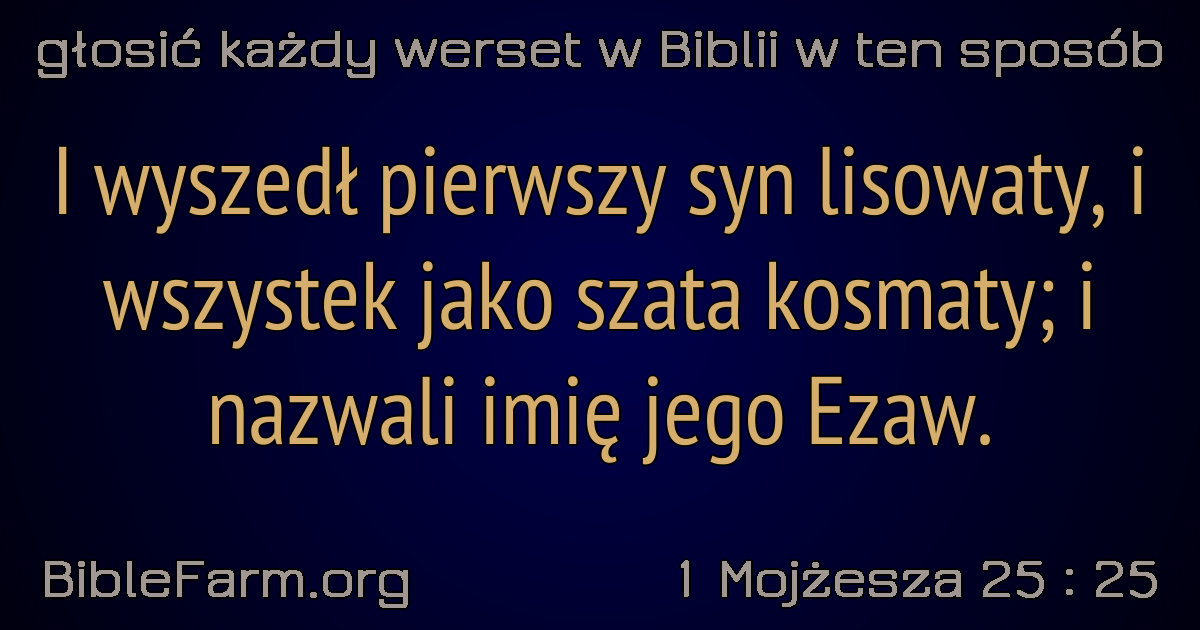 głosić każdy werset w Biblii w ten sposób
I wyszedł pierwszy syn lisowaty, i
wszystek jako szata kosmaty; i
nazwali imię jego Ezaw.
BibleFarm.org
1 Mojżesza 25 : 25